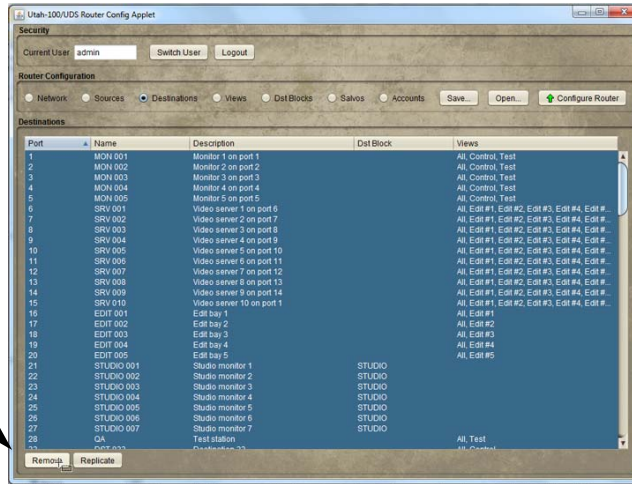 Utah-100/UDS Router Config Applet
Security
Current User admin Switch User Logout
Router Configuration
Network Sources Destinations Views Dst Blocks Salvos Accounts Save... Open... Configure Router
Destinations
Port Name Description Dst Block Views
1 MON 001 Monitor 1 on port 1 All, Control, Test
2 MON 002 Monitor 2 on port 2 All, Control, Test
3 MON 003 Monitor 3 on port 3 All, Control, Test
4 MON 004 Monitor 4 on port 4 All, Control, Test
5 MON 005 Monitor 5 on port 5 All, Control, Test
6 SRV 001 Video server 1 on port 6 All, Edit #1, Edit #2, Edit #3, Edit #4, Edit #...
7 SRV 002 Video server 2 on port 7 All, Edit #1, Edit #2, Edit #3, Edit #4, Edit #...
8 SRV 003 Video server 3 on port 8 All, Edit #1, Edit #2, Edit #3, Edit #4, Edit #...
9 SRV 004 Video server 4 on port 9 All, Edit #1, Edit #2, Edit #3, Edit #4, Edit #...
10 SRV 005 Video server 5 on port 10 All, Edit #1, Edit #2, Edit #3, Edit #4, Edit #...
11 SRV 006 Video server 6 on port 11 All, Edit #1, Edit #2, Edit #3, Edit #4, Edit #...
12 SRV 007 Video server 7 on port 12 All, Edit #1, Edit #2, Edit #3, Edit #4, Edit #...
13 SRV 008 Video server 8 on port 13 All, Edit #1, Edit #2, Edit #3, Edit #4, Edit #...
14 SRV 009 Video server 9 on port 14 All, Edit #1, Edit #2, Edit #3, Edit #4, Edit #...
15 SRV 010 Video server 10 on port 1 All, Edit #1, Edit #2, Edit #3, Edit #4, Edit #...
16 EDIT 001 Edit bay 1 All, Edit #1
17 EDIT 002 Edit bay 2 All, Edit #2
18 EDIT 003 Edit bay 3 All, Edit #3
19 EDIT 004 Edit bay 4 All, Edit #4
20 EDIT 005 Edit bay 5 All, Edit #5
21 STUDIO 001 Studio monitor 1 STUDIO
22 STUDIO 002 Studio monitor 2 STUDIO
23 STUDIO 003 Studio monitor 3 STUDIO
24 STUDIO 004 Studio monitor 4 STUDIO
25 STUDIO 005 Studio monitor 5 STUDIO
26 STUDIO 006 Studio monitor 6 STUDIO
27 STUDIO 007 Studio monitor 7 STUDIO
28 QA Test station All, Test
Replicate